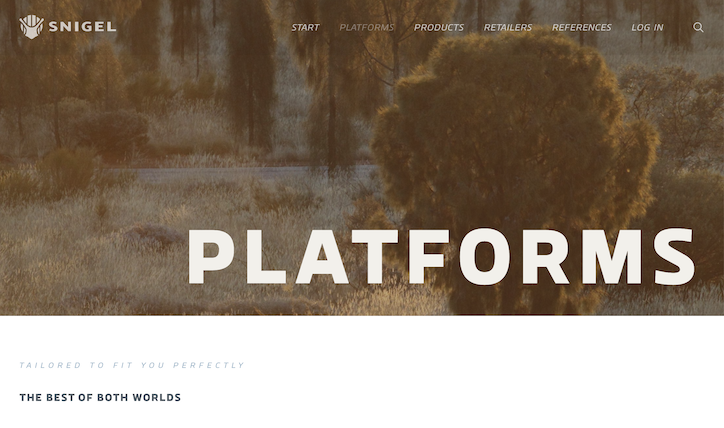 SNIGEL
START PLATFORMS PRODUCTS RETAILERS REFERENCES LOG IN
PLATFORMS
TAILORED TO FIT YOU PERFECTLY
THE BEST OF BOTH WORLDS